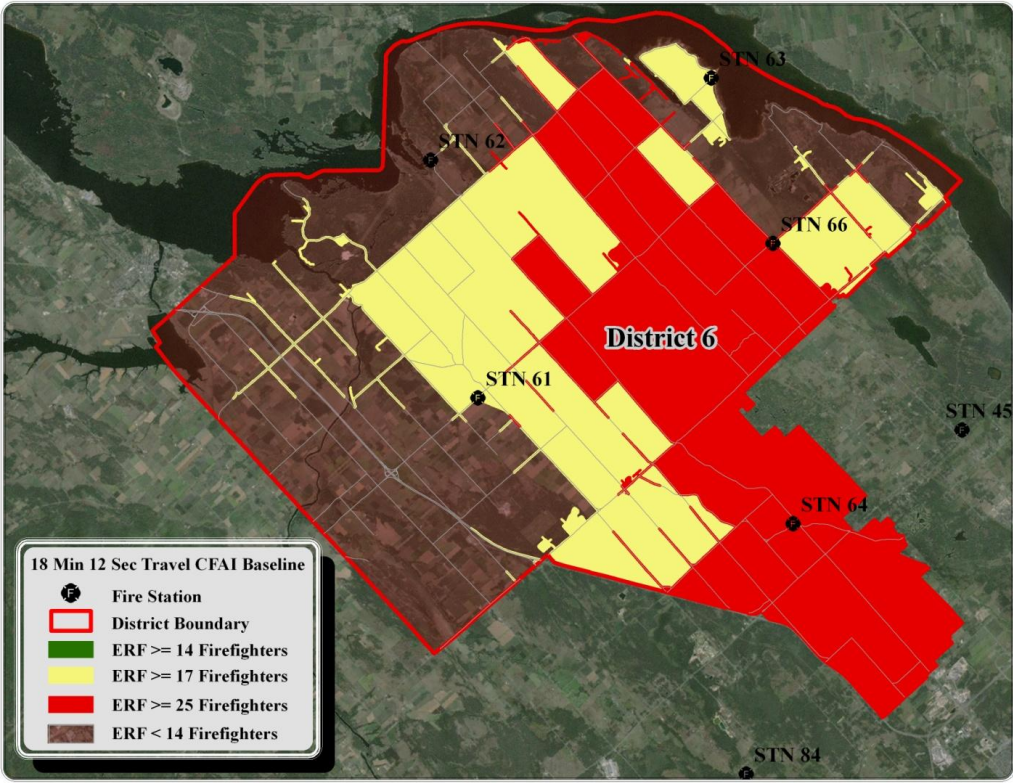 STN 63
STN 62
STN 66
District 6
STN 61
STN 45
STN 64
STN 84
18 Min 12 Sec Travel CFAI Baseline
F Fire Station
District Boundary
ERF >= 14 Firefighters
ERF >= 17 Firefighters
ERF >= 25 Firefighters
ERF < 14 Firefighters